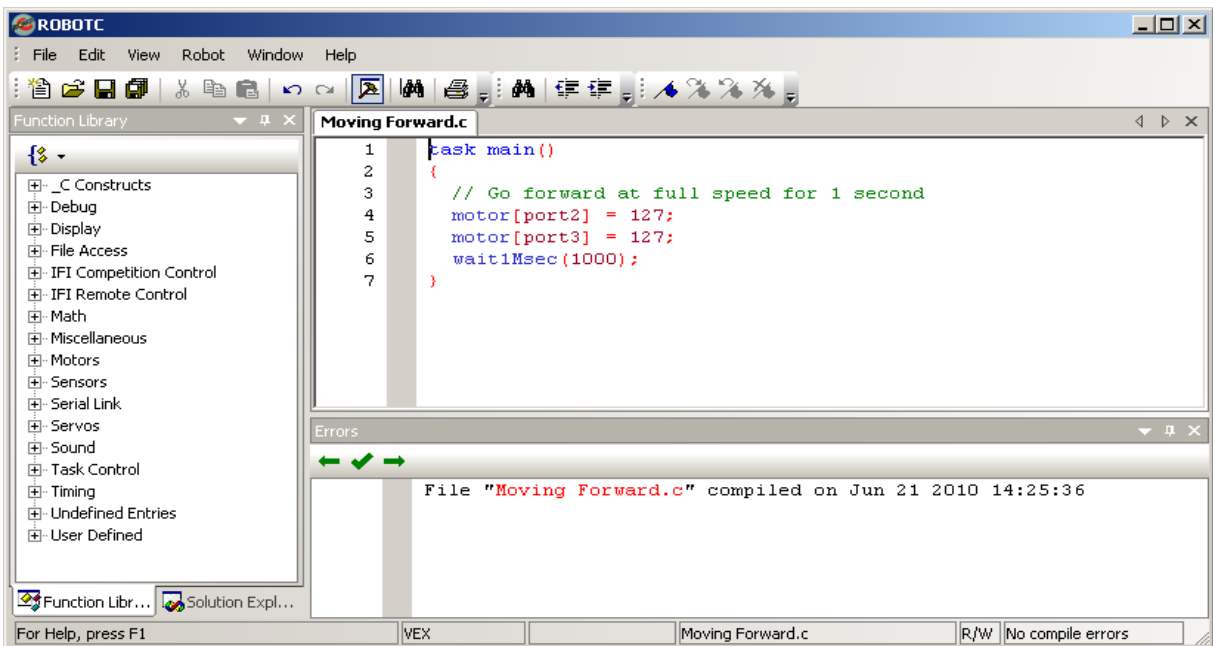 ROBOTC
File Edit View Robot Window Help
Function Library
Moving Forward.c
_C Constructs
Debug
Display
File Access
IFI Competition Control
IFI Remote Control
Math
Miscellaneous
Motors
Sensors
Serial Link
Servos
Sound
Task Control
Timing
Undefined Entries
User Defined
Function Libr... Solution Expl...
1 task main()
2 {
3 // Go forward at full speed for 1 second
4 motor[port2] = 127;
5 motor[port3] = 127;
6 wait1Msec(1000);
7 }
Errors
File "Moving Forward.c" compiled on Jun 21 2010 14:25:36
For Help, press F1 VEX Moving Forward.c R/W No compile errors